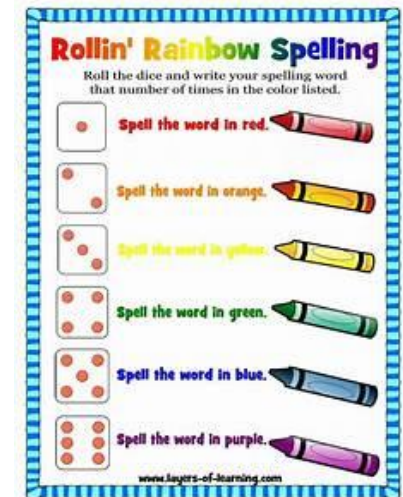 Rollin' Rainbow Spelling
Roll the dice and write your spelling word
that number of times in the color listed.
Spell the word in red.
Spell the word in orange.
Spell the word in yellow.
Spell the word in green.
Spell the word in blue.
Spell the word in purple.
www.layers-of-learning.com